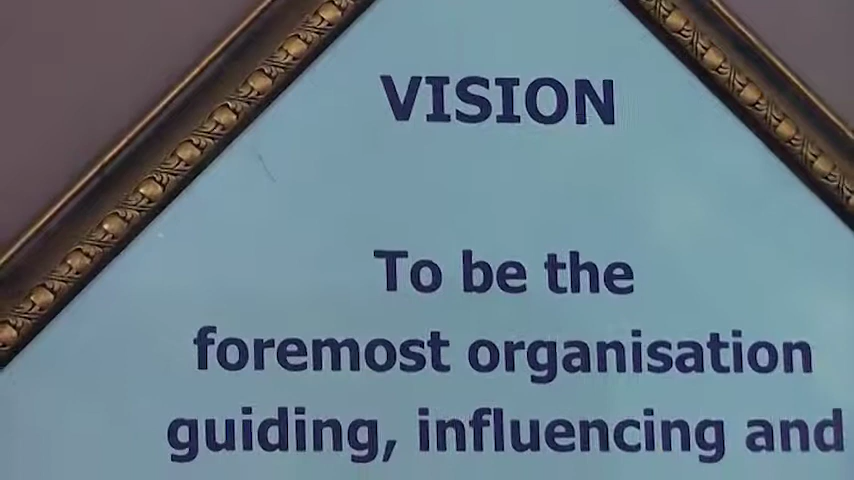 VISION
To be the
foremost organisation
guiding, influencing and